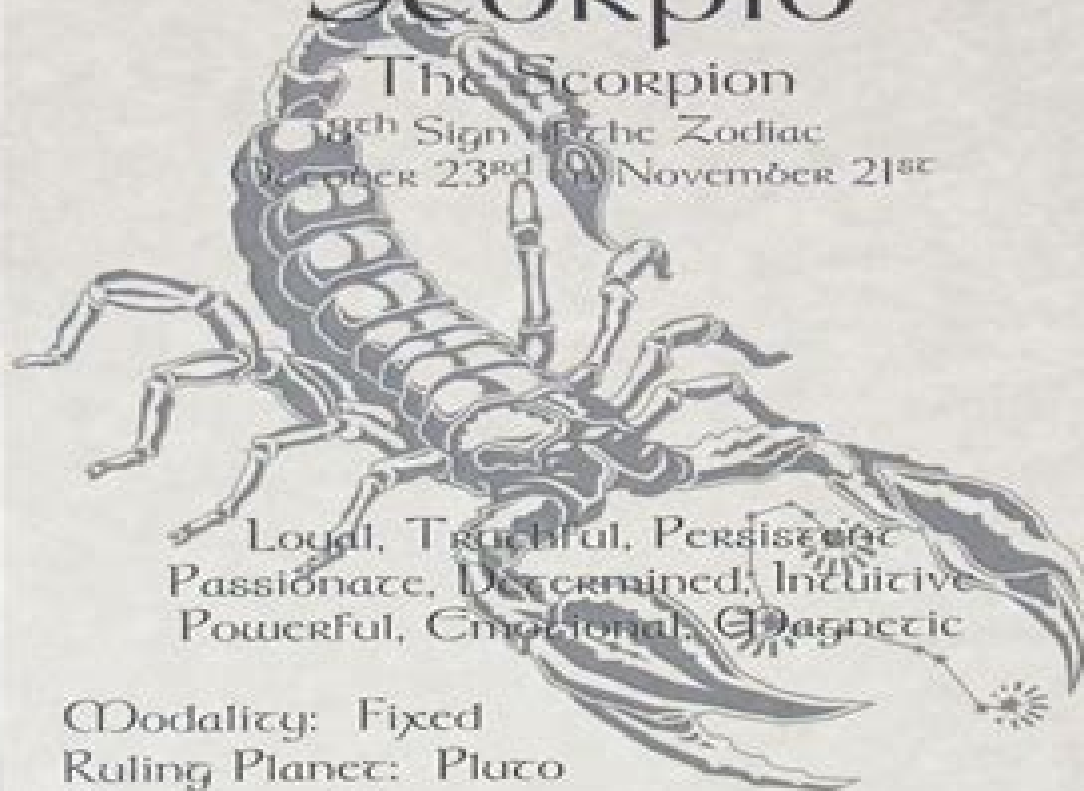 Scorpio
The Scorpion
8th Sign of the Zodiac
October 23rd November 21st
Loyal, Truthful, Persistent
Passionate, Determined, Intuitive
Powerful, Emotional, Magnetic
Modality: Fixed
Ruling Planet: Pluto